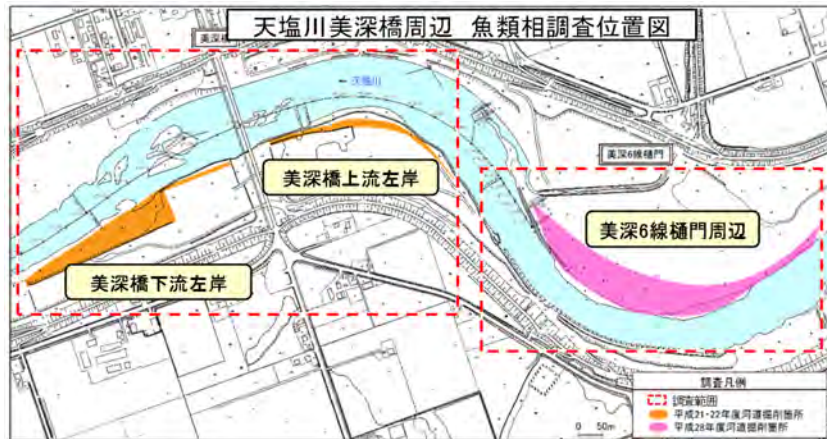 天塩川美深橋周辺 魚類相調査位置図
美深橋
←天塩川
美深6線樋門
美深橋上流左岸
美深6線樋門周辺
美深橋下流左岸
調査凡例
調査範囲
平成21・22年度河道掘削箇所
平成28年度河道掘削箇所
0 50m